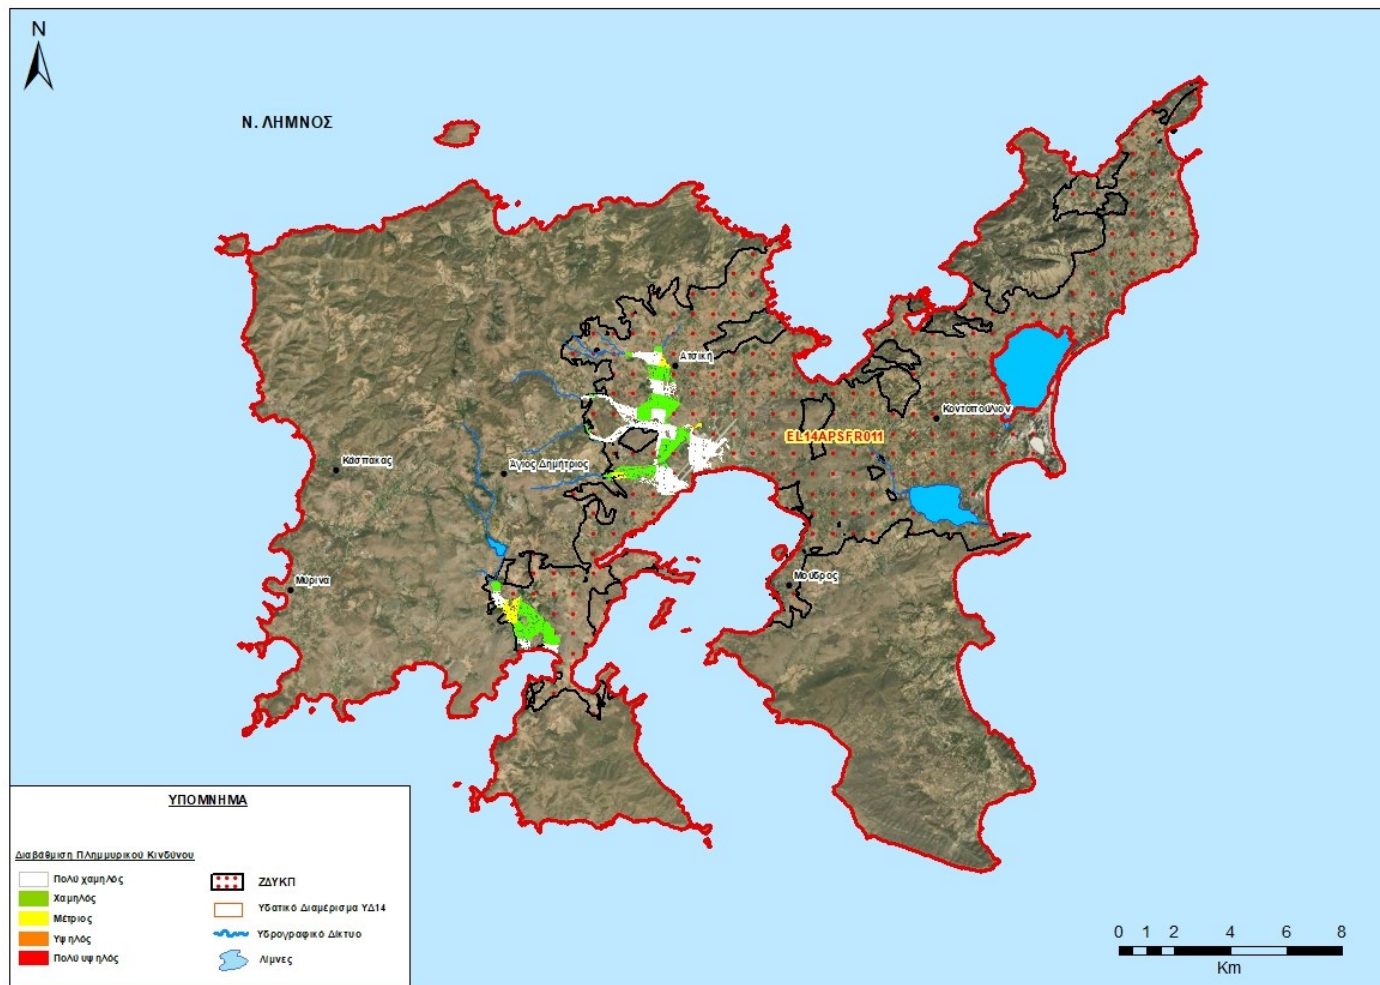 N
Ν. ΛΗΜΝΟΣ
Ατσική
Κοντοπούλιον
EL14APSFR011
Κάσπακας
Άγιος Δημήτριος
Μύρινα
Μούδρος
ΥΠΟΜΝΗΜΑ
Διαβάθμιση Πλημμυρικού Κινδύνου
Πολύ χαμηλός
Χαμηλός
Μέτριος
Υψηλός
Πολύ υψηλός
ΖΔΥΚΠ
Υδατικό Διαμέρισμα ΥΔ14
Υδρογραφικό Δίκτυο
Λίμνες
0 1 2 4 6 8
Km